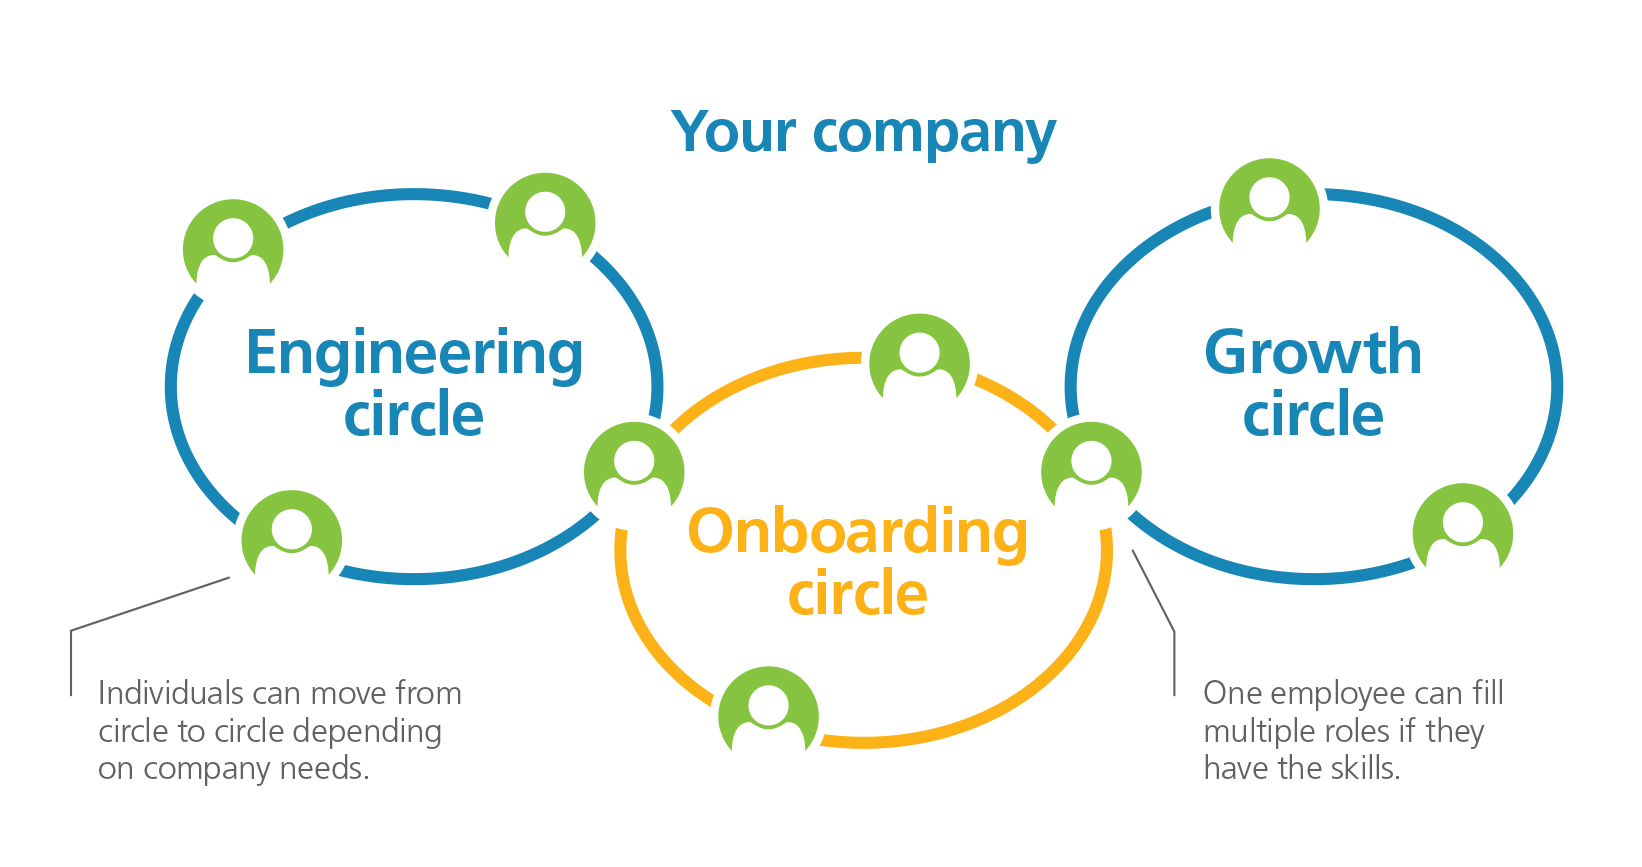 Your company
Engineering
circle
Growth
circle
Onboarding
circle
Individuals can move from
circle to circle depending
on company needs.
One employee can fill
multiple roles if they
have the skills.